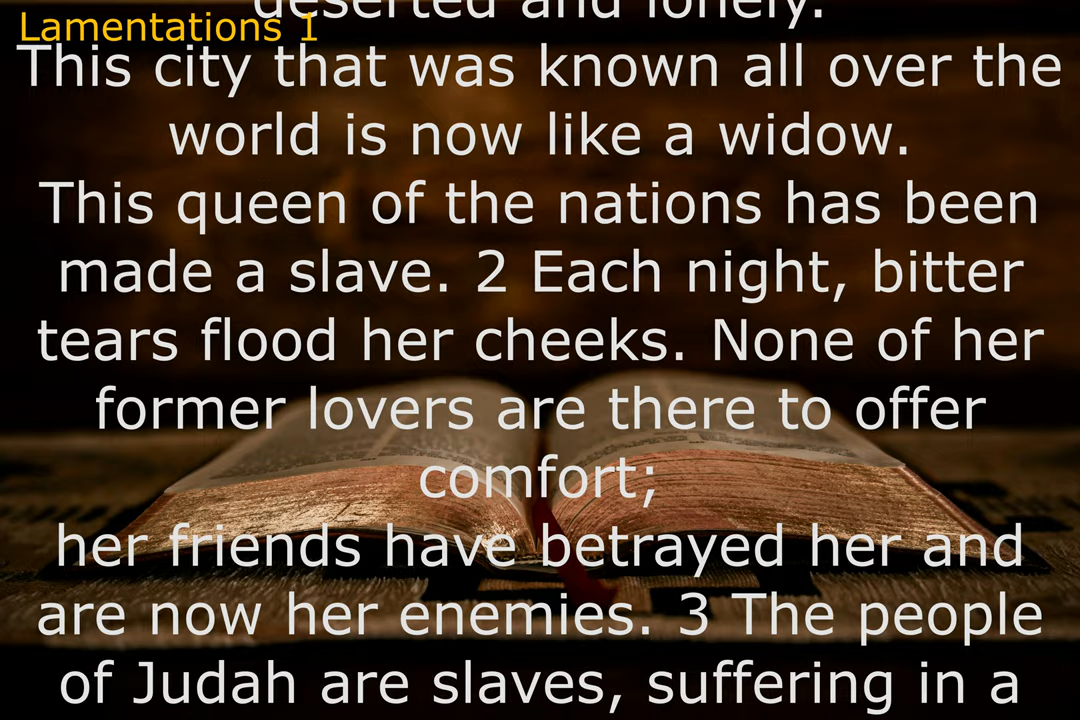 deserted and lonely.
Lamentations 1
This city that was known all over the
world is now like a widow.
This queen of the nations has been
made a slave. 2 Each night, bitter
tears flood her cheeks. None of her
former lovers are there to offer
comfort;
her friends have betrayed her and
are now her enemies. 3 The people
of Judah are slaves, suffering in a